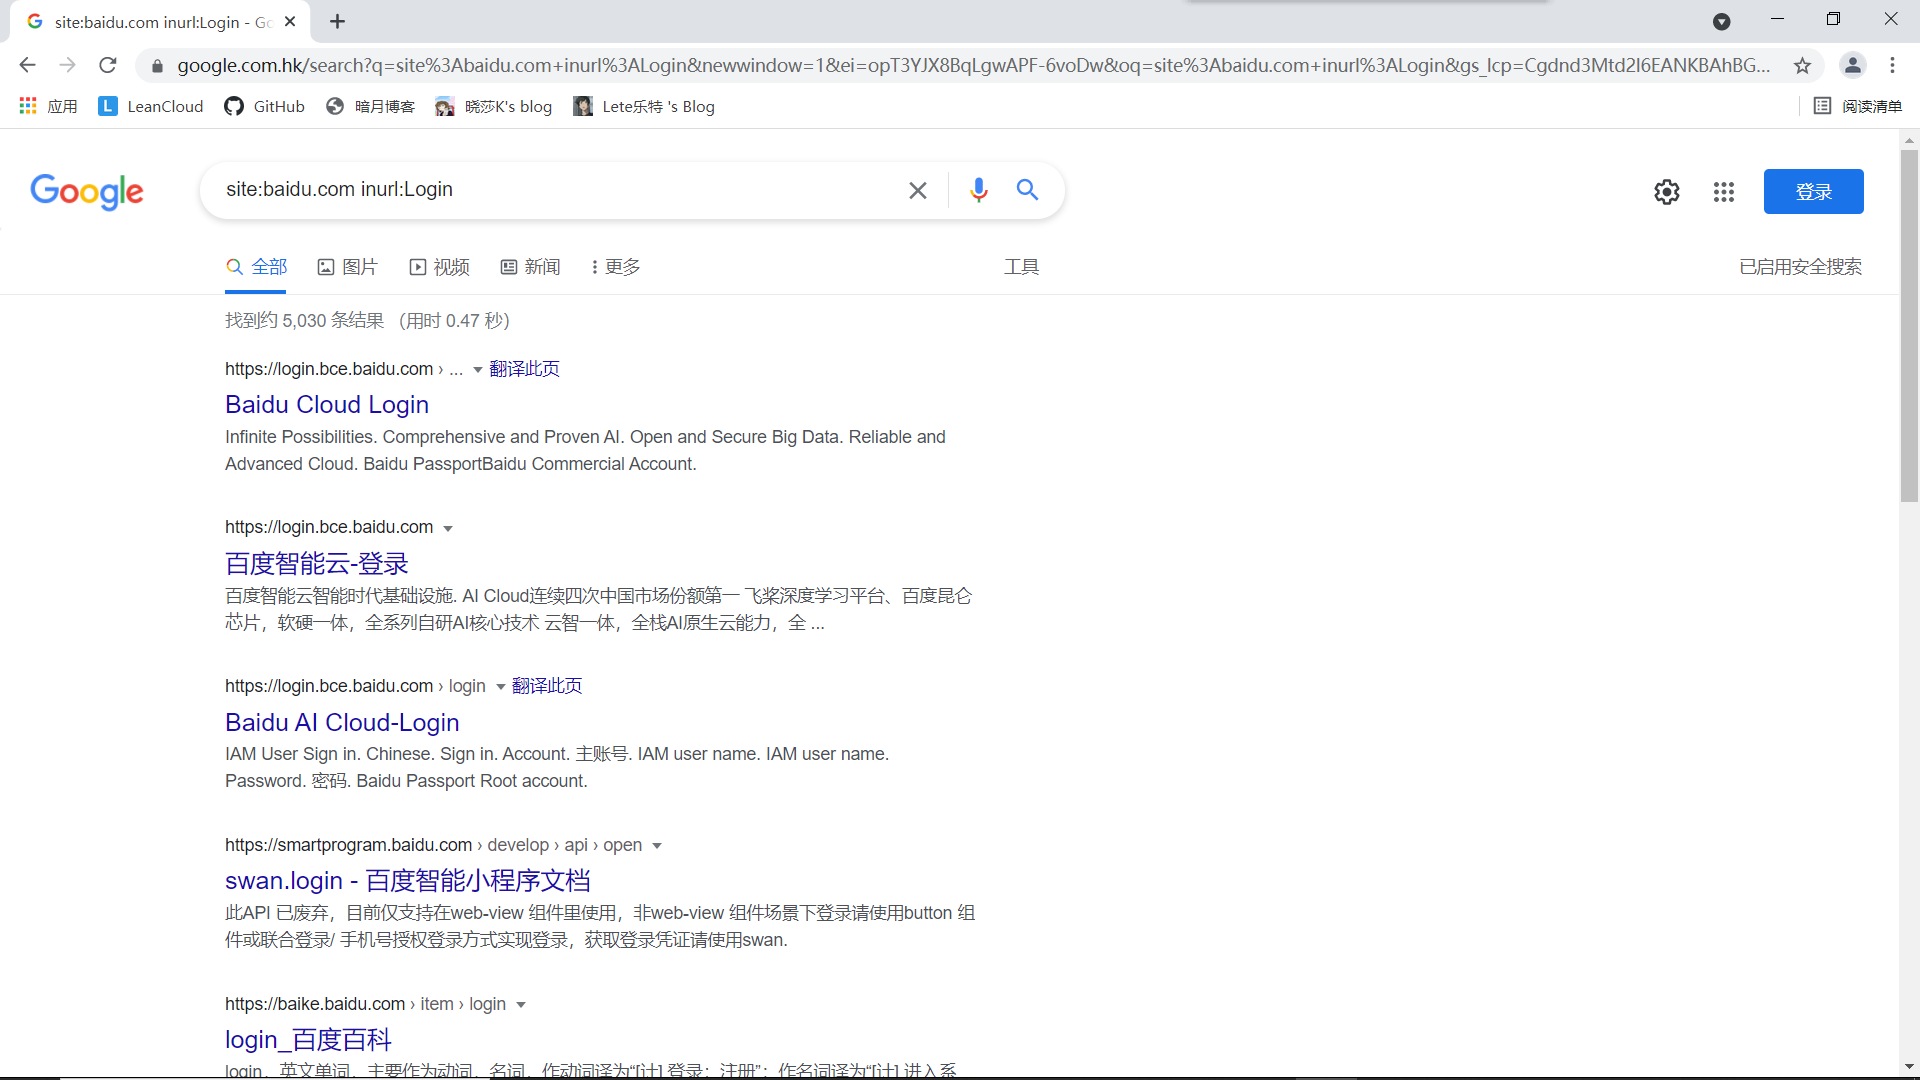 site:baidu.com inurl:Login - Go
google.com.hk/search?q=site%3Abaidu.com+inurl%3ALogin&newwindow=1&ei=opT3YJX8BqLgwAPF-6voDw&oq=site%3Abaidu.com+inurl%3ALogin&gs_lcp=Cgdnd3Mtd2l6EANKBAhBG...
应用 LeanCloud GitHub 暗月博客 晓莎K's blog Lete乐特 's Blog 阅读清单
Google site:baidu.com inurl:Login 登录
全部 图片 视频 新闻 更多 工具 已启用安全搜索
找到约 5,030 条结果 （用时 0.47 秒）
https://login.bce.baidu.com › ... 翻译此页
Baidu Cloud Login
Infinite Possibilities. Comprehensive and Proven AI. Open and Secure Big Data. Reliable and
Advanced Cloud. Baidu PassportBaidu Commercial Account.
https://login.bce.baidu.com
百度智能云-登录
百度智能云智能时代基础设施. AI Cloud连续四次中国市场份额第一 飞桨深度学习平台、百度昆仑
芯片，软硬一体，全系列自研AI核心技术 云智一体，全栈AI原生云能力，全 ...
https://login.bce.baidu.com › login 翻译此页
Baidu AI Cloud-Login
IAM User Sign in. Chinese. Sign in. Account. 主账号. IAM user name. IAM user name.
Password. 密码. Baidu Passport Root account.
https://smartprogram.baidu.com › develop › api › open
swan.login - 百度智能小程序文档
此API 已废弃，目前仅支持在web-view 组件里使用，非web-view 组件场景下登录请使用button 组
件或联合登录/ 手机号授权登录方式实现登录，获取登录凭证请使用swan.
https://baike.baidu.com › item › login
login_百度百科
login，英文单词，主要作为动词、名词，作动词译为“[计] 登录；注册”；作名词译为“[计] 进入系